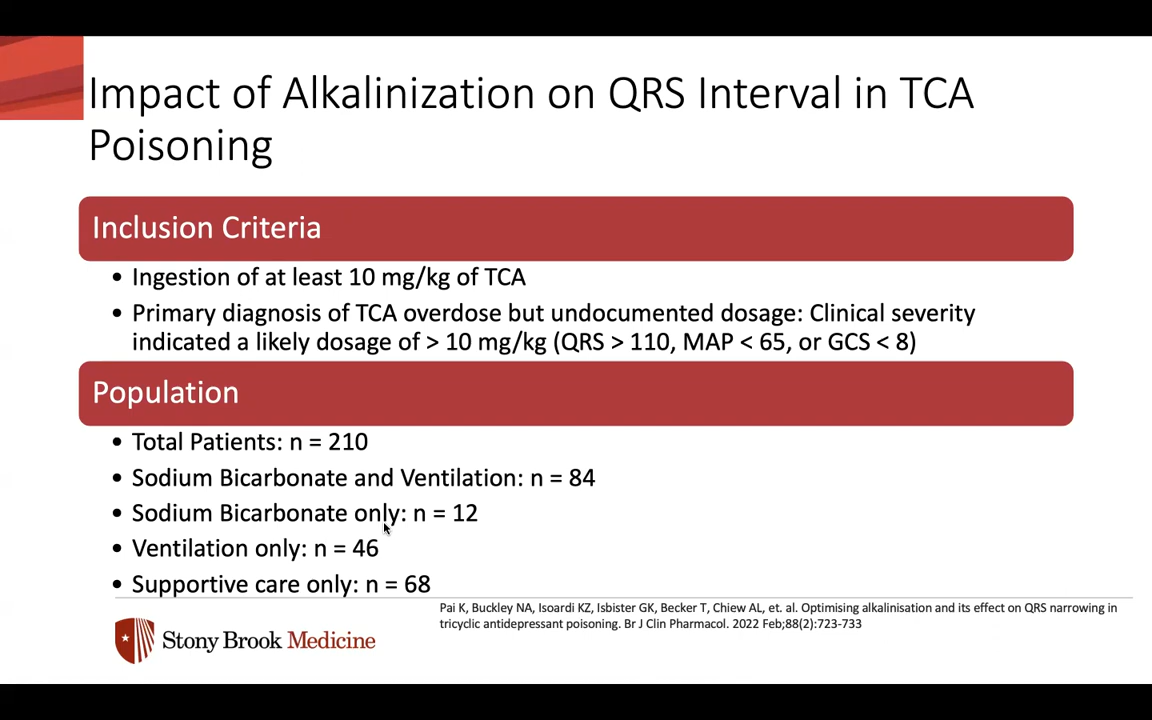 Impact of Alkalinization on QRS Interval in TCA
Poisoning
Inclusion Criteria
• Ingestion of at least 10 mg/kg of TCA
• Primary diagnosis of TCA overdose but undocumented dosage: Clinical severity
indicated a likely dosage of > 10 mg/kg (QRS > 110, MAP < 65, or GCS < 8)
Population
• Total Patients: n = 210
• Sodium Bicarbonate and Ventilation: n = 84
• Sodium Bicarbonate only: n = 12
• Ventilation only: n = 46
• Supportive care only: n = 68
Pai K, Buckley NA, Isoardi KZ, Isbister GK, Becker T, Chiew AL, et. al. Optimising alkalinisation and its effect on QRS narrowing in
tricyclic antidepressant poisoning. Br J Clin Pharmacol. 2022 Feb;88(2):723-733
Stony Brook Medicine